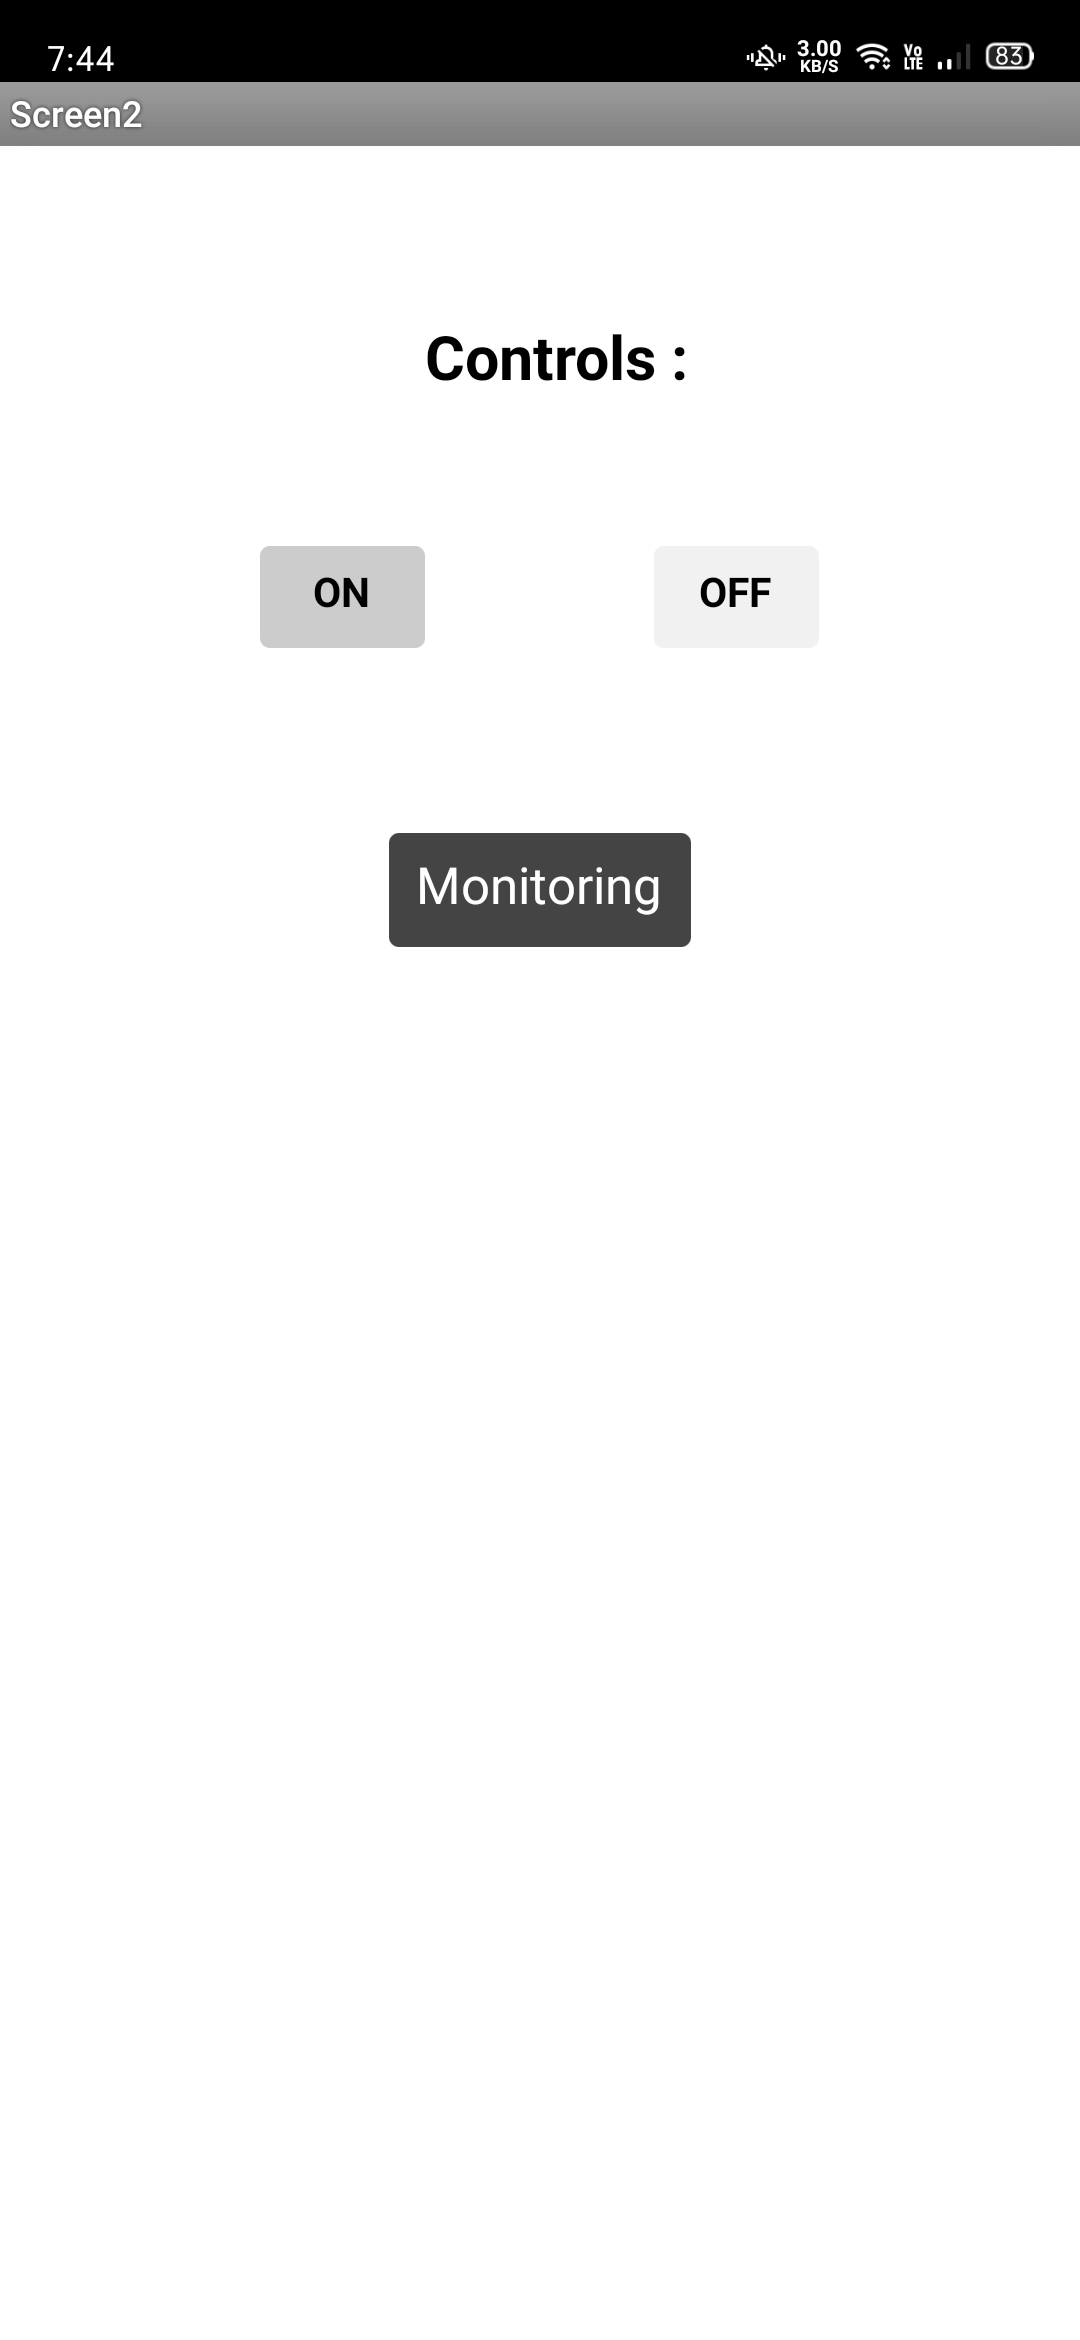 7:44 3.00 KB/S Vo LTE 83
Screen2
Controls :
ON OFF
Monitoring